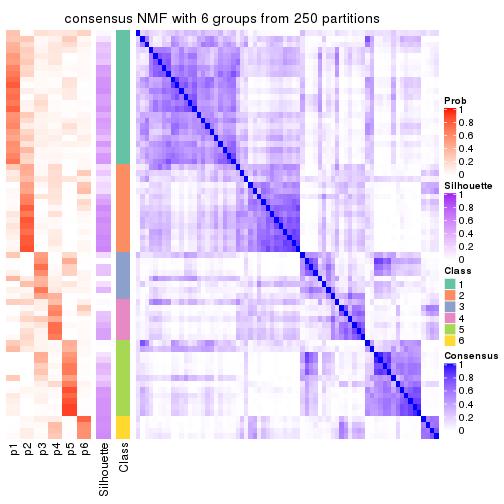 consensus NMF with 6 groups from 250 partitions
Prob
1
0.8
0.6
0.4
0.2
0
Silhouette
1
0.8
0.6
0.4
0.2
0
Class
1
2
3
4
5
6
Consensus
1
0.8
0.6
0.4
0.2
0
p1
p2
p3
p4
p5
p6
Silhouette
Class